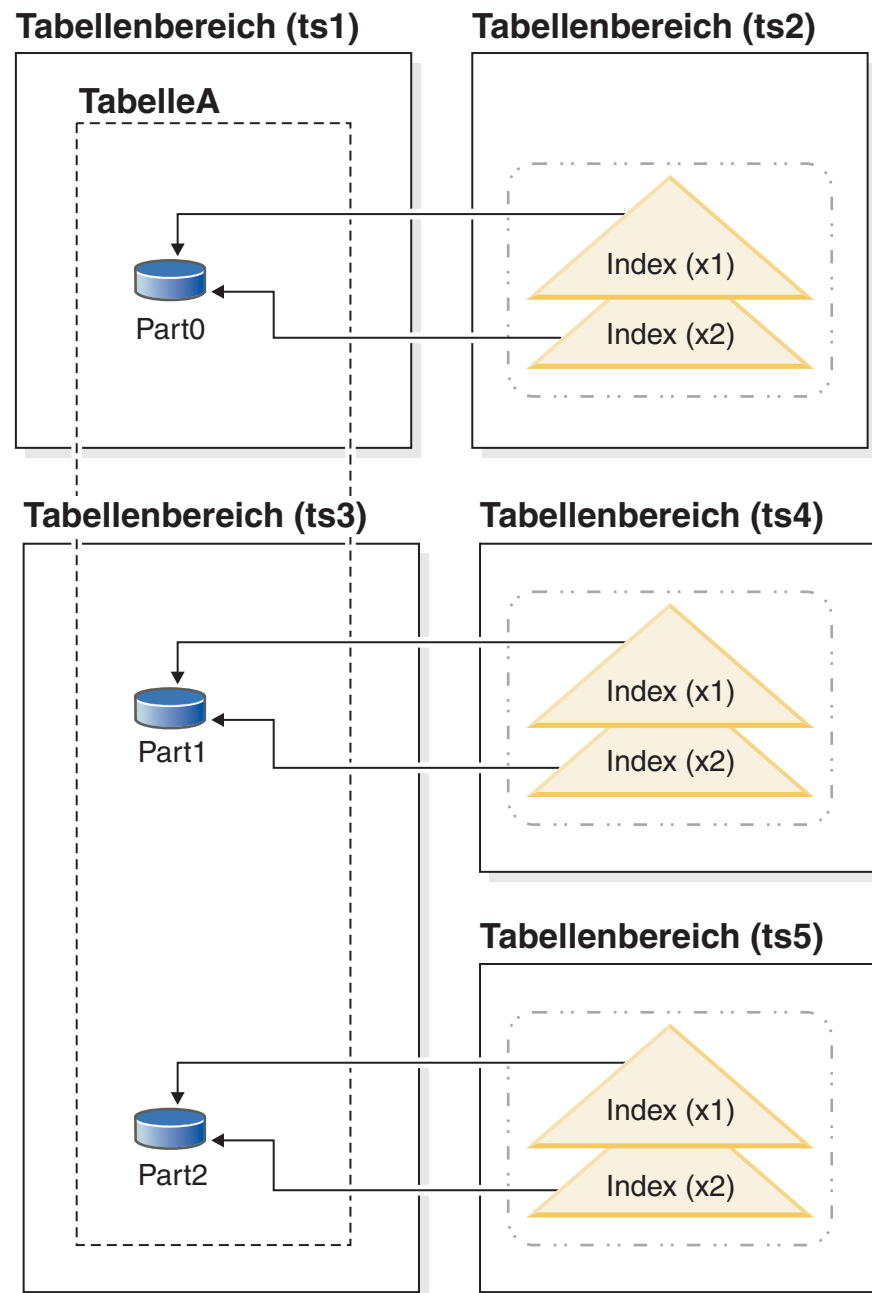 Tabellenbereich (ts1)
Tabellenbereich (ts2)
TabelleA
Index (x1)
Part0
Index (x2)
Tabellenbereich (ts3)
Tabellenbereich (ts4)
Index (x1)
Part1
Index (x2)
Tabellenbereich (ts5)
Index (x1)
Part2
Index (x2)